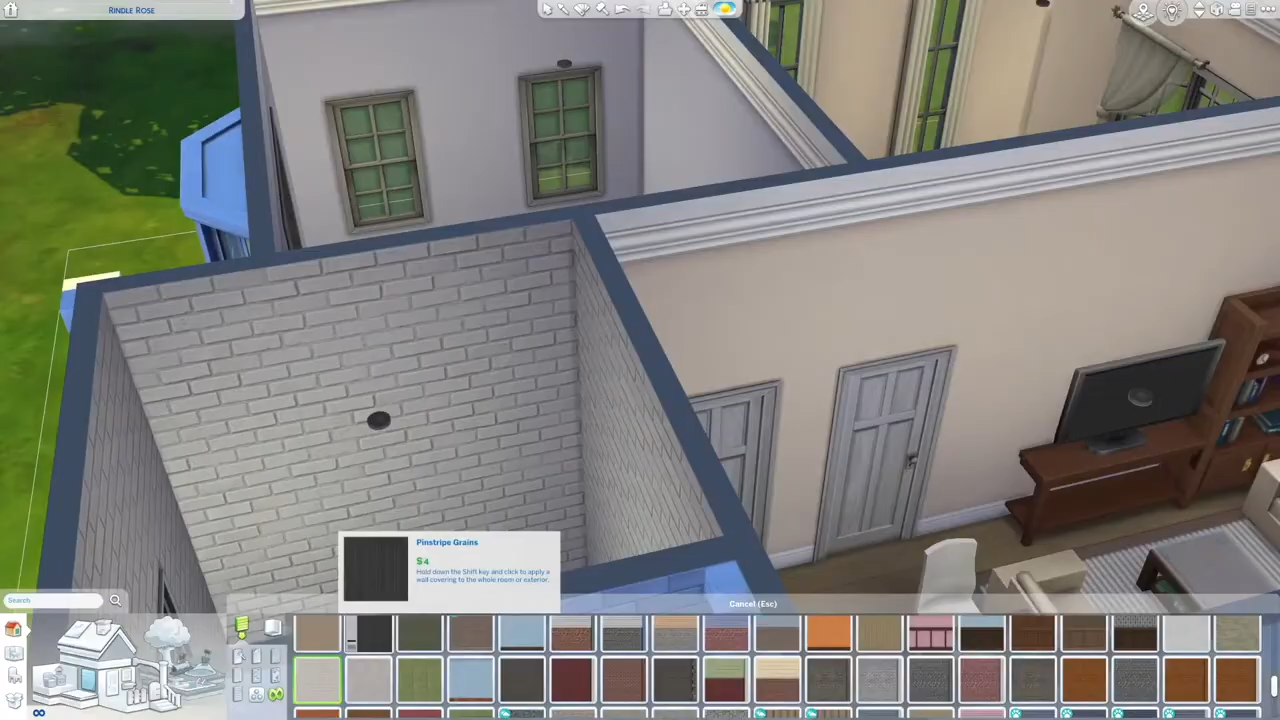 RINDLE ROSE
Pinstripe Grains
§4
Hold down the Shift key and click to apply a
wall covering to the whole room or exterior.
Search
Cancel (Esc)